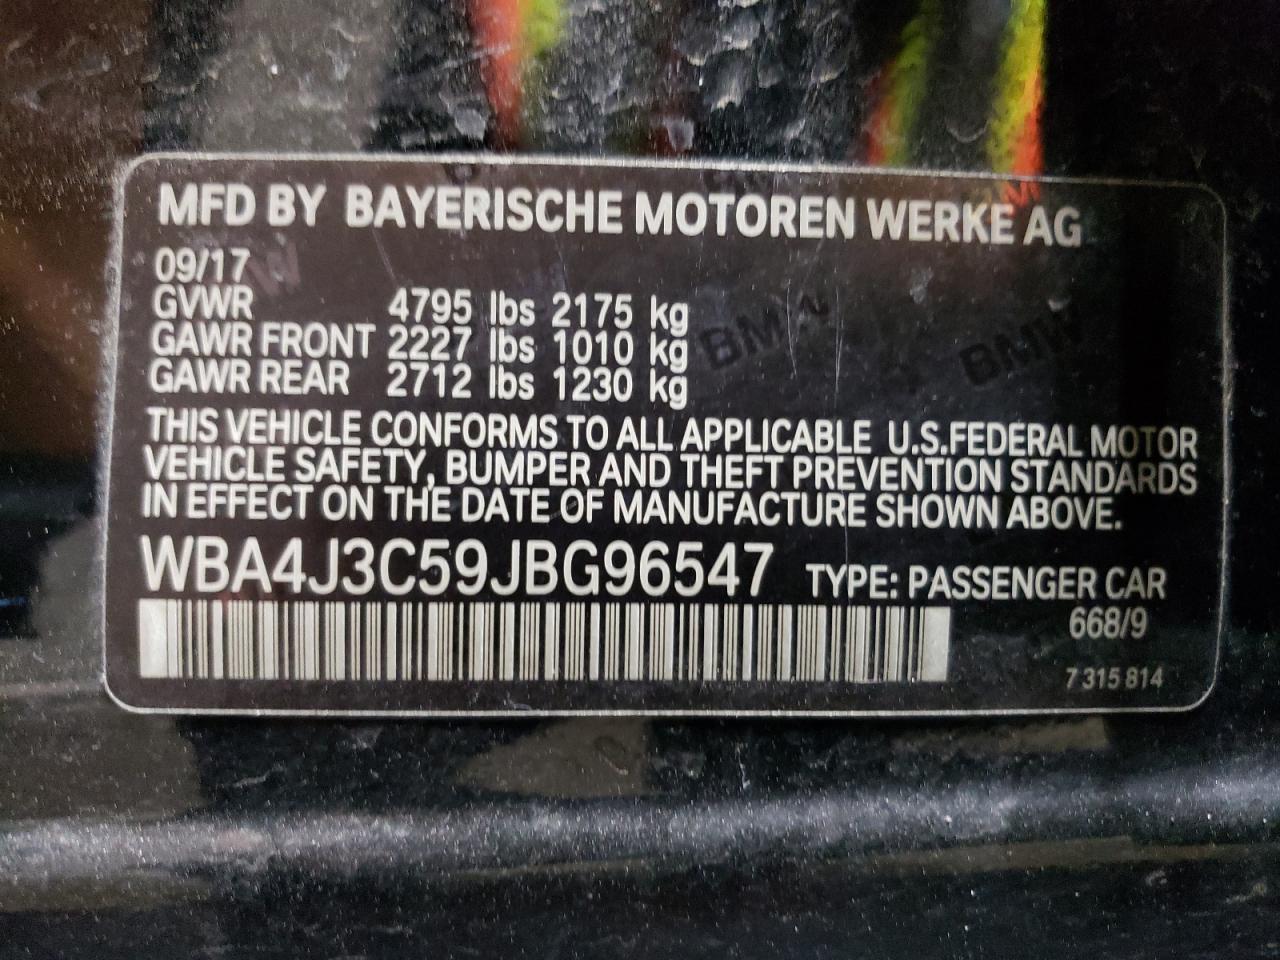 MFD BY BAYERISCHE MOTOREN WERKE AG
09/17
GVWR 4795 lbs 2175 kg
GAWR FRONT 2227 lbs 1010 kg
GAWR REAR 2712 lbs 1230 kg
BMW BMW
THIS VEHICLE CONFORMS TO ALL APPLICABLE U.S.FEDERAL MOTOR
VEHICLE SAFETY, BUMPER AND THEFT PREVENTION STANDARDS
IN EFFECT ON THE DATE OF MANUFACTURE SHOWN ABOVE.
WBA4J3C59JBG96547 TYPE: PASSENGER CAR
668/9
7 315 814